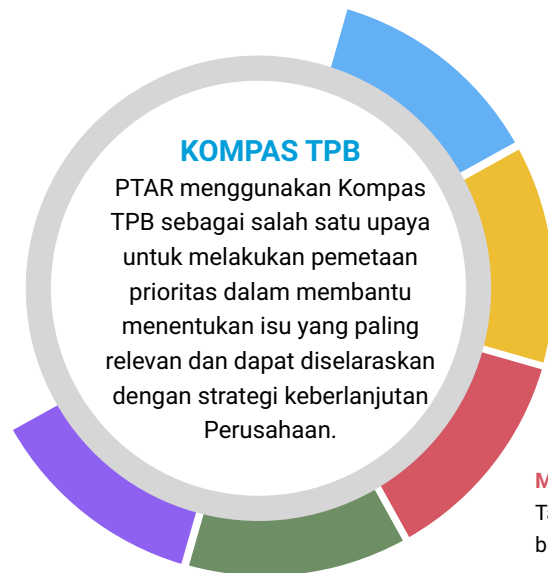 KOMPAS TPB
PTAR menggunakan Kompas
TPB sebagai salah satu upaya
untuk melakukan pemetaan
prioritas dalam membantu
menentukan isu yang paling
relevan dan dapat diselaraskan
dengan strategi keberlanjutan
Perusahaan.